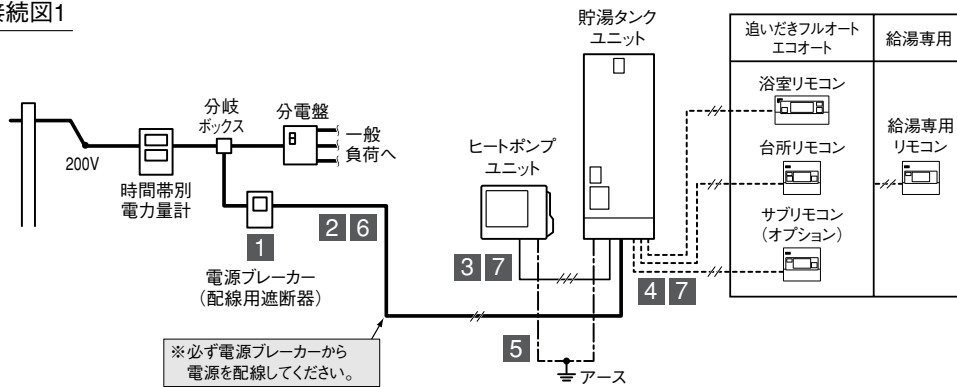 接続図1
貯湯タンク
ユニット
追いだきフルオート
エコオート
給湯専用
浴室リモコン
台所リモコン
サブリモコン
（オプション）
給湯専用
リモコン
分岐
ボックス
分電盤
一般
負荷へ
200V
時間帯別
電力量計
ヒートポンプ
ユニット
1
2 6
3 7
4 7
5
電源ブレーカー
（配線用遮断器）
※必ず電源ブレーカーから
電源を配線してください。
アース